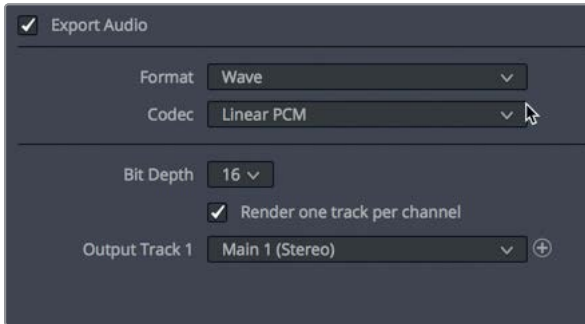 Export Audio
Format Wave
Codec Linear PCM
Bit Depth 16
Render one track per channel
Output Track 1 Main 1 (Stereo)